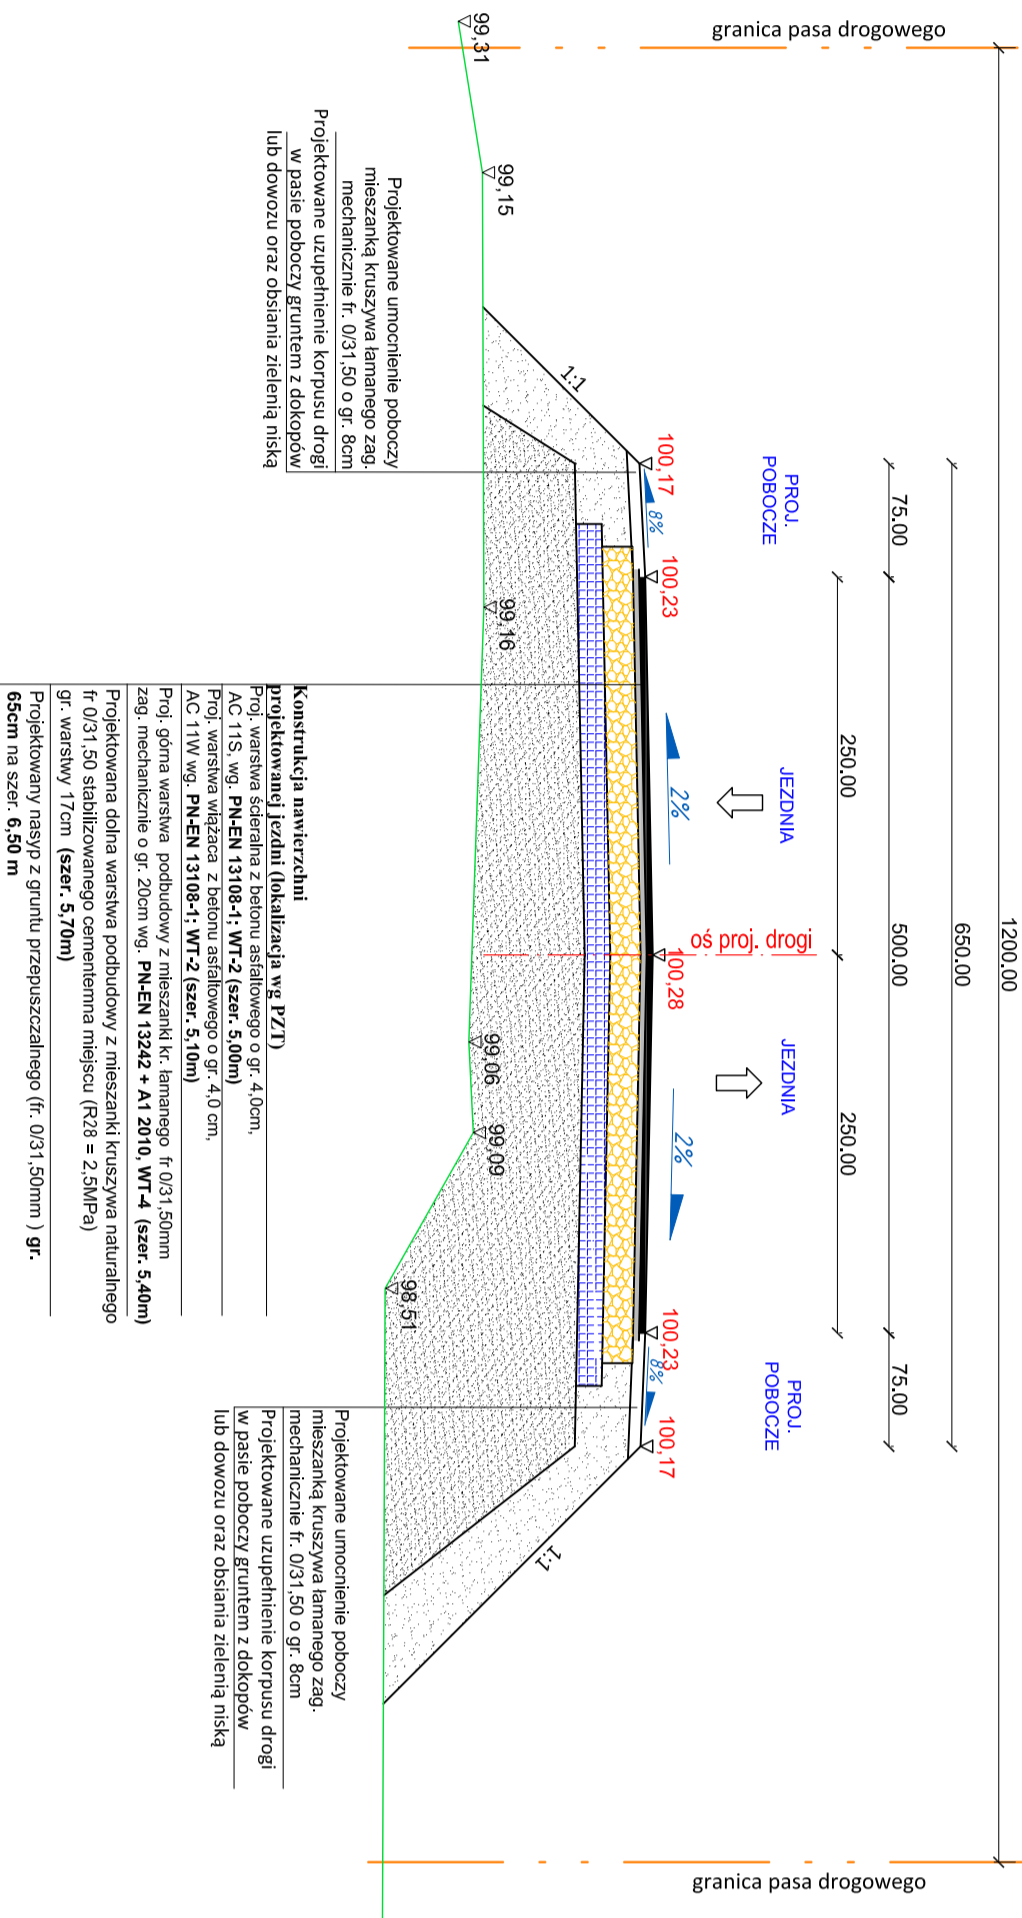 granica pasa drogowego
granica pasa drogowego
1200.00
650.00
75.00
500.00
75.00
250.00
250.00
PROJ.
POBOCZE
JEZDNIA
JEZDNIA
PROJ.
POBOCZE
oś proj. drogi
8%
2%
2%
8%
100,17
100,23
100,28
100,23
100,17
1:1
1:1
99,31
99,15
99,16
99,06
99,09
98,51
Projektowane umocnienie poboczy
mieszanką kruszywa łamanego zag.
mechanicznie fr. 0/31,50 o gr. 8cm
Projektowane uzupełnienie korpusu drogi
w pasie poboczy gruntem z dokopów
lub dowozu oraz obsiania zielenią niską
Konstrukcja nawierzchni
projektowanej jezdni (lokalizacja wg PZT)
Proj. warstwa ścieralna z betonu asfaltowego o gr. 4,0cm,
AC 11S, wg. PN-EN 13108-1; WT-2 (szer. 5,00m)
Proj. warstwa wiążaca z betonu asfaltowego o gr. 4,0 cm,
AC 11W wg. PN-EN 13108-1; WT-2 (szer. 5,10m)
Proj. górna warstwa podbudowy z mieszanki kr. łamanego fr 0/31,50mm
zag. mechanicznie o gr. 20cm wg. PN-EN 13242 + A1 2010, WT-4 (szer. 5,40m)
Projektowana dolna warstwa podbudowy z mieszanki kruszywa naturalnego
fr 0/31,50 stabilizowanego cementemna miejscu (R28 = 2,5MPa)
gr. warstwy 17cm (szer. 5,70m)
Projektowany nasyp z gruntu przepuszczalnego (fr. 0/31,50mm ) gr.
65cm na szer. 6,50 m
Projektowane umocnienie poboczy
mieszanką kruszywa łamanego zag.
mechanicznie fr. 0/31,50 o gr. 8cm
Projektowane uzupełnienie korpusu drogi
w pasie poboczy gruntem z dokopów
lub dowozu oraz obsiania zielenią niską